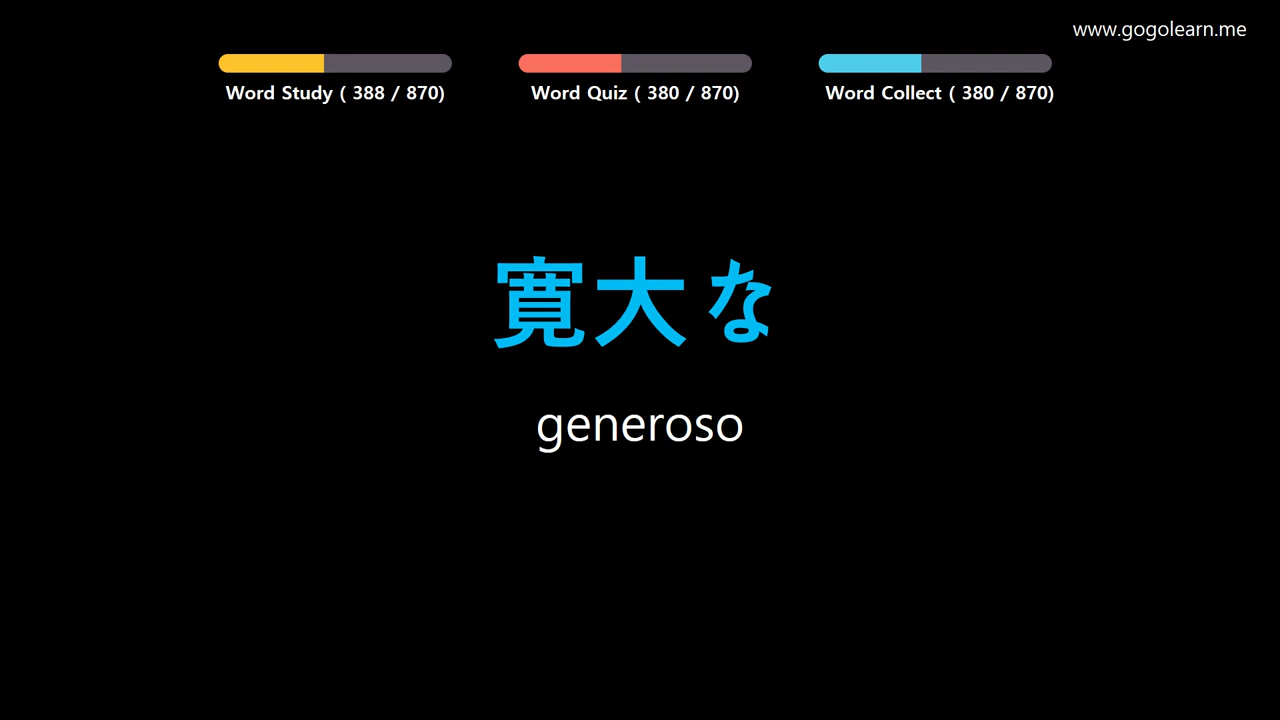 www.gogolearn.me
Word Study ( 388 / 870)
Word Quiz ( 380 / 870)
Word Collect ( 380 / 870)
寛大な
generoso